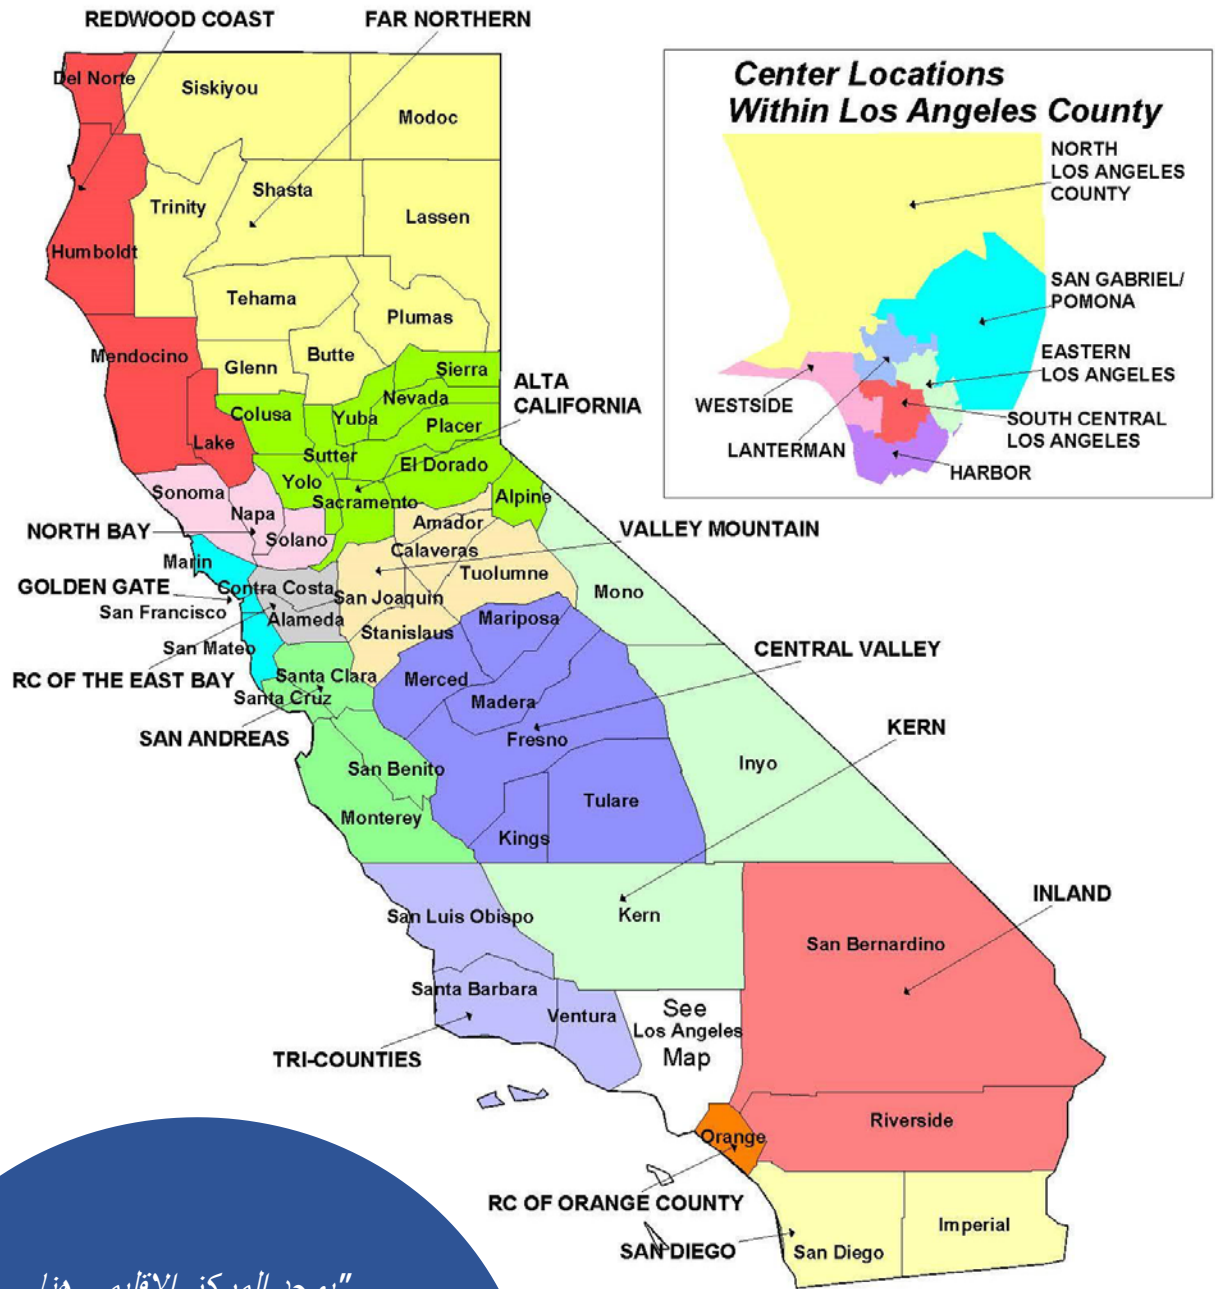 REDWOOD COAST
FAR NORTHERN
Del Norte
Siskiyou
Modoc
Trinity
Shasta
Lassen
Humboldt
Tehama
Plumas
Mendocino
Glenn
Butte
Sierra
Colusa
Yuba
Nevada
Placer
ALTA
CALIFORNIA
Lake
Sutter
El Dorado
Yolo
Sacramento
Alpine
Sonoma
Napa
Solano
Amador
NORTH BAY
VALLEY MOUNTAIN
Calaveras
Marin
Tuolumne
GOLDEN GATE
Contra Costa
San Joaquin
Mono
San Francisco
Alameda
Mariposa
Stanislaus
San Mateo
CENTRAL VALLEY
RC OF THE EAST BAY
Santa Clara
Merced
Santa Cruz
Madera
SAN ANDREAS
Fresno
KERN
San Benito
Inyo
Tulare
Monterey
Kings
INLAND
San Luis Obispo
Kern
San Bernardino
Santa Barbara
Ventura
See
Los Angeles
Map
TRI-COUNTIES
Orange
Riverside
RC OF ORANGE COUNTY
SAN DIEGO
San Diego
Imperial
Center Locations
Within Los Angeles County
NORTH
LOS ANGELES
COUNTY
SAN GABRIEL/
POMONA
EASTERN
LOS ANGELES
WESTSIDE
SOUTH CENTRAL
LOS ANGELES
LANTERMAN
HARBOR